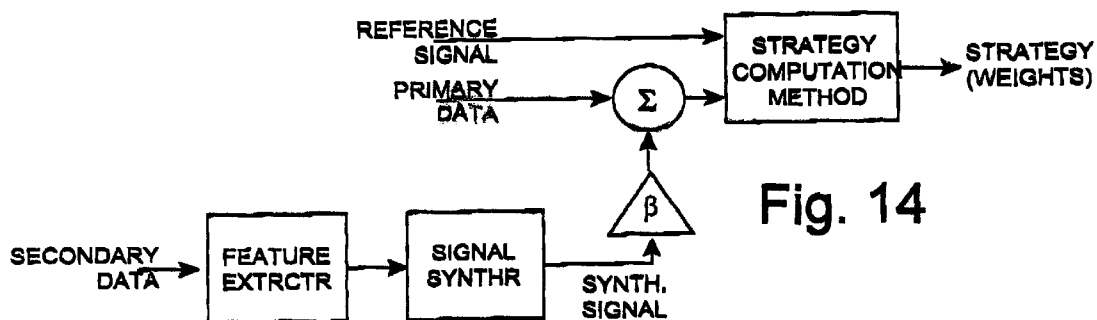 REFERENCE
SIGNAL
STRATEGY
COMPUTATION
METHOD
STRATEGY
(WEIGHTS)
PRIMARY
DATA
Σ
β
Fig. 14
SECONDARY
DATA
FEATURE
EXTRCTR
SIGNAL
SYNTHR
SYNTH.
SIGNAL